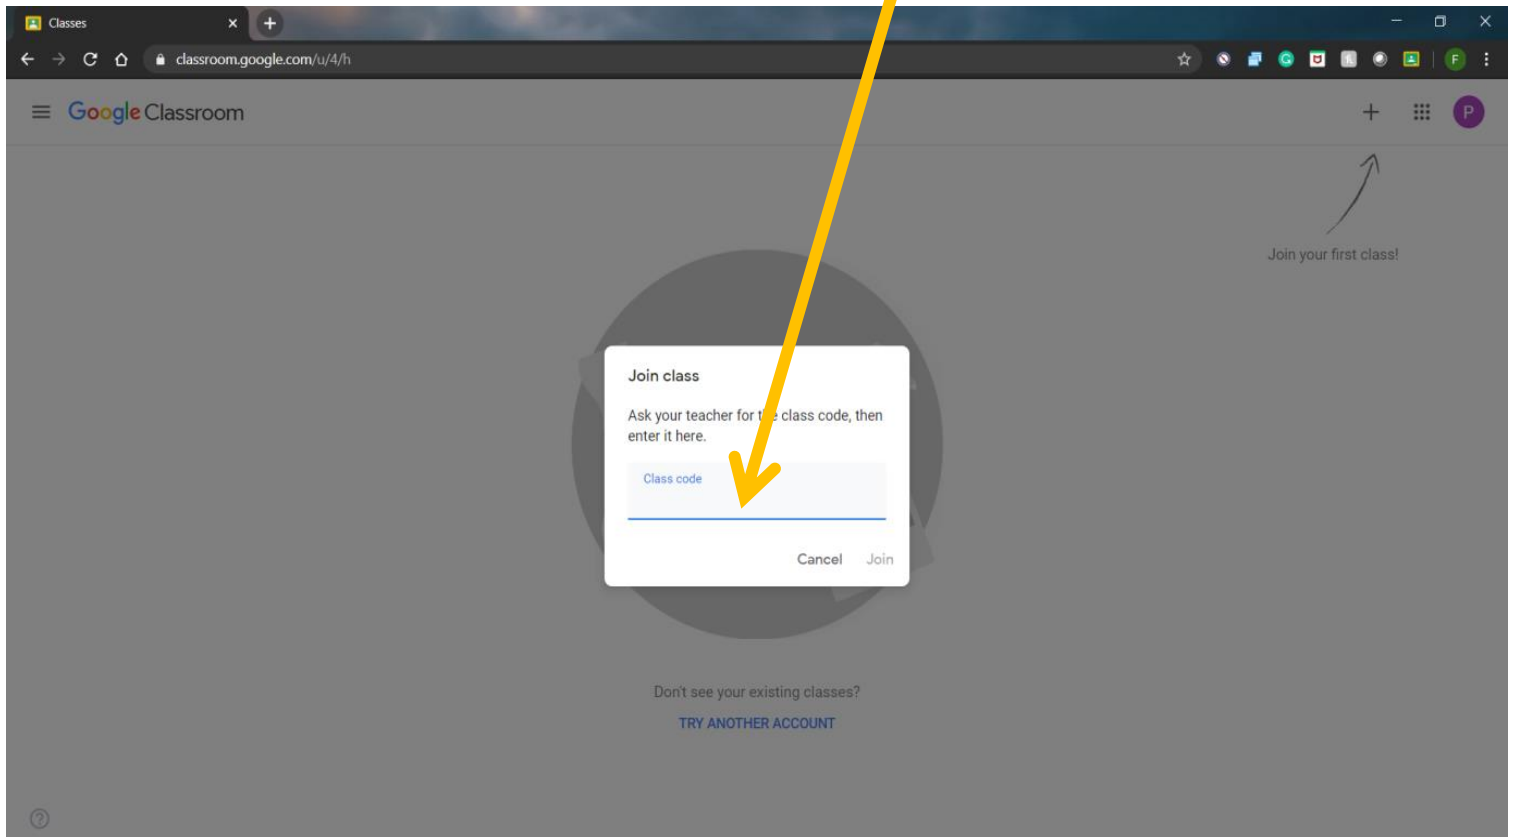 Classes
classroom.google.com/u/4/h
F
Google Classroom
P
Join your first class!
Join class
Ask your teacher for the class code, then
enter it here.
Class code
Cancel Join
Don't see your existing classes?
TRY ANOTHER ACCOUNT